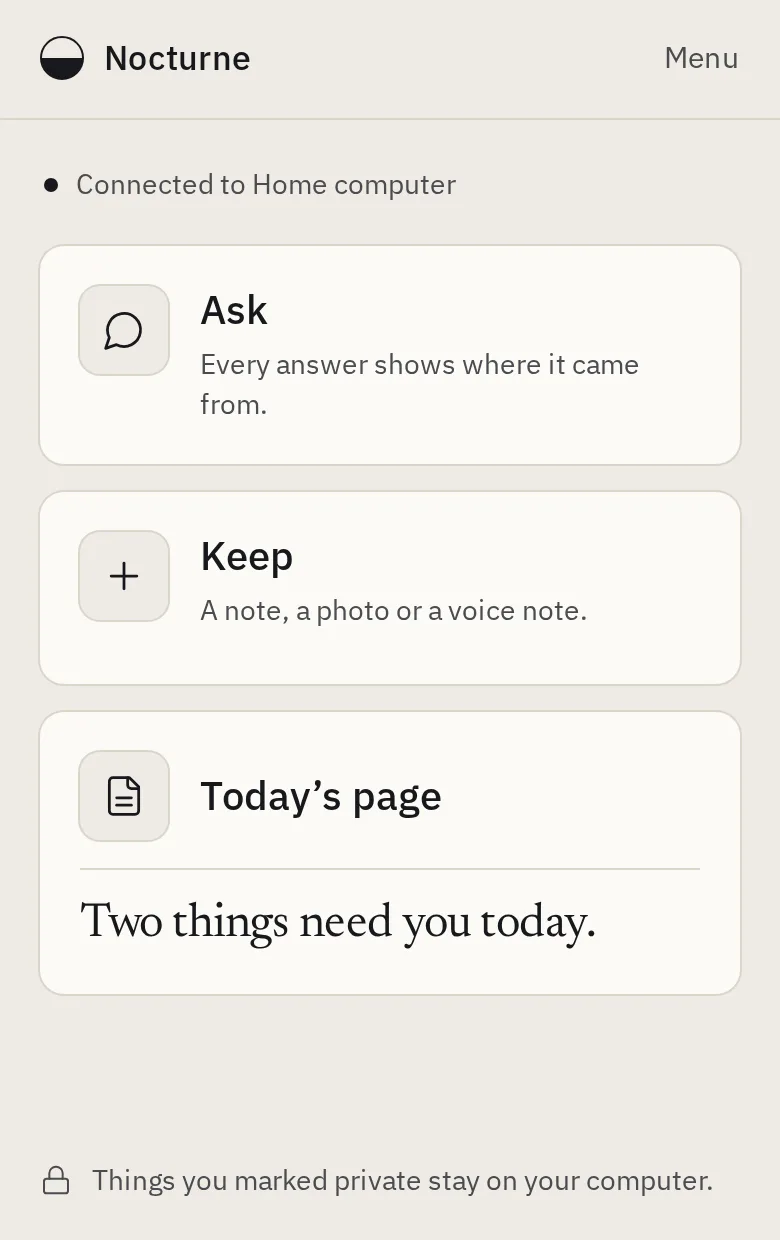 Nocturne
Menu
Connected to Home computer
Ask
Every answer shows where it came
from.
Keep
A note, a photo or a voice note.
Today’s page
Two things need you today.
Things you marked private stay on your computer.